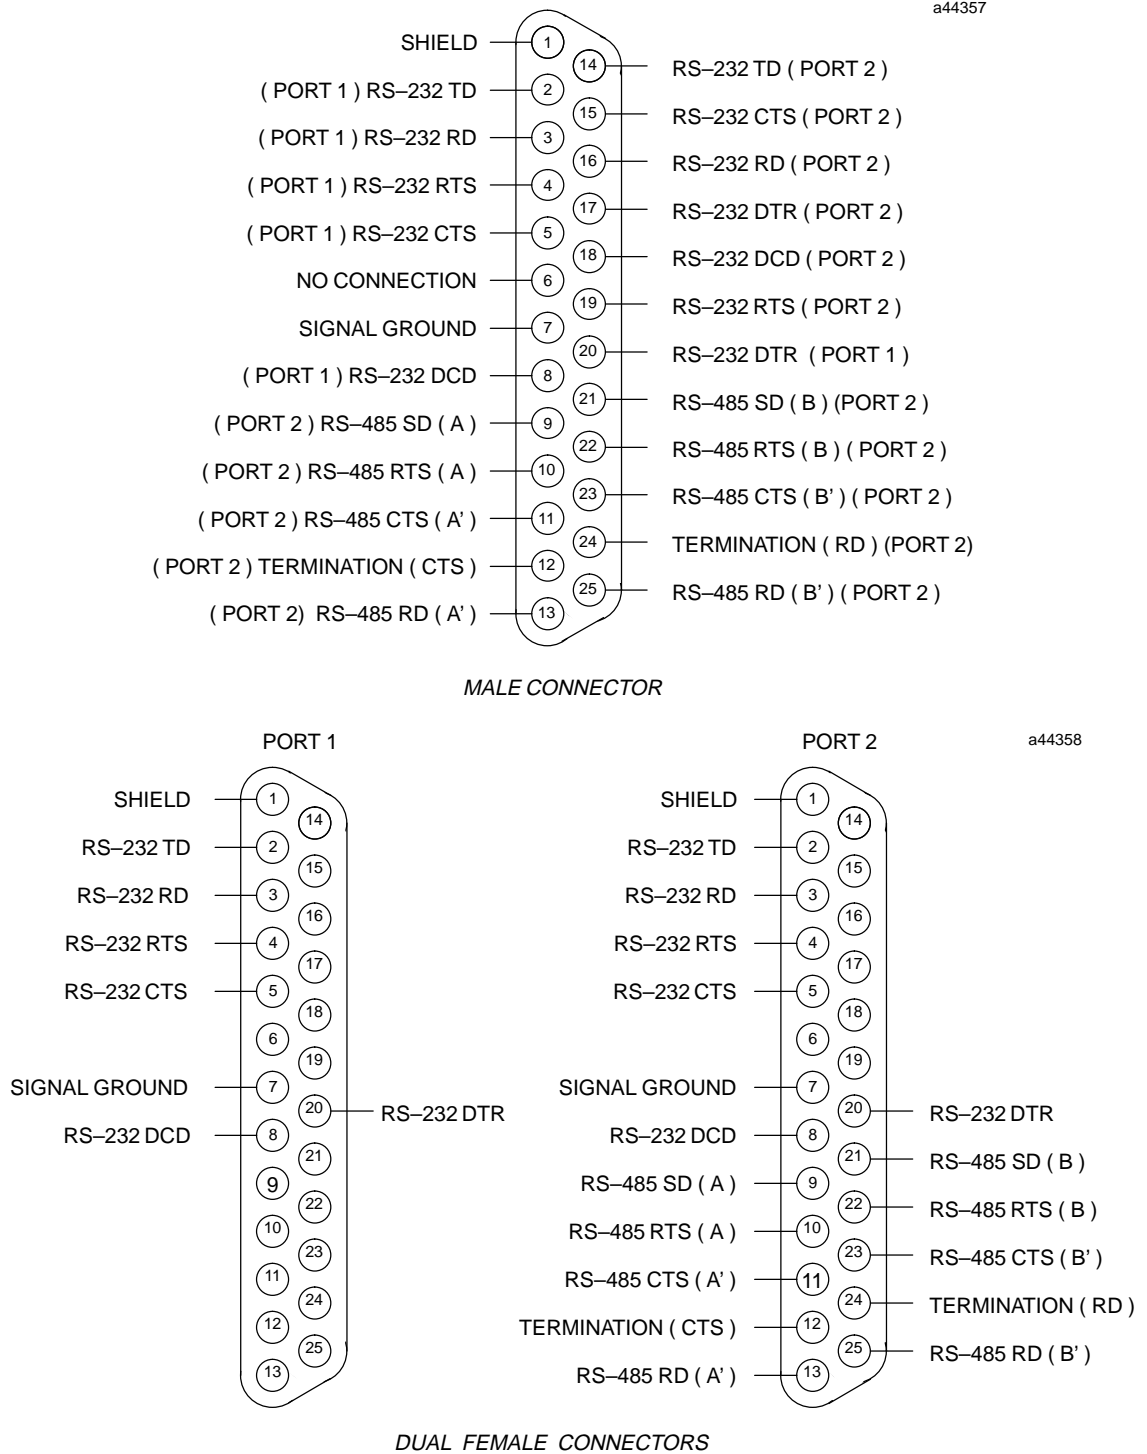 a44357
SHIELD 1
14 RS–232 TD ( PORT 2 )
( PORT 1 ) RS–232 TD 2
15 RS–232 CTS ( PORT 2 )
( PORT 1 ) RS–232 RD 3
16 RS–232 RD ( PORT 2 )
( PORT 1 ) RS–232 RTS 4
17 RS–232 DTR ( PORT 2 )
( PORT 1 ) RS–232 CTS 5
18 RS–232 DCD ( PORT 2 )
NO CONNECTION 6
19 RS–232 RTS ( PORT 2 )
SIGNAL GROUND 7
20 RS–232 DTR ( PORT 1 )
( PORT 1 ) RS–232 DCD 8
21 RS–485 SD ( B ) (PORT 2 )
( PORT 2 ) RS–485 SD ( A ) 9
22 RS–485 RTS ( B ) ( PORT 2 )
( PORT 2 ) RS–485 RTS ( A ) 10
23 RS–485 CTS ( B’ ) ( PORT 2 )
( PORT 2 ) RS–485 CTS ( A’ ) 11
24 TERMINATION ( RD ) (PORT 2)
( PORT 2 ) TERMINATION ( CTS ) 12
25 RS–485 RD ( B’ ) ( PORT 2 )
( PORT 2) RS–485 RD ( A’ ) 13
MALE CONNECTOR
PORT 1
SHIELD 1
14
RS–232 TD 2
15
RS–232 RD 3
16
RS–232 RTS 4
17
RS–232 CTS 5
18
6
19
SIGNAL GROUND 7
20 RS–232 DTR
RS–232 DCD 8
21
9
22
10
23
11
24
12
25
13
PORT 2
a44358
SHIELD 1
14
RS–232 TD 2
15
RS–232 RD 3
16
RS–232 RTS 4
17
RS–232 CTS 5
18
6
19
SIGNAL GROUND 7
20 RS–232 DTR
RS–232 DCD 8
21 RS–485 SD ( B )
RS–485 SD ( A ) 9
22 RS–485 RTS ( B )
RS–485 RTS ( A ) 10
23 RS–485 CTS ( B’ )
RS–485 CTS ( A’ ) 11
24 TERMINATION ( RD )
TERMINATION ( CTS ) 12
25 RS–485 RD ( B’ )
RS–485 RD ( A’ ) 13
DUAL FEMALE CONNECTORS